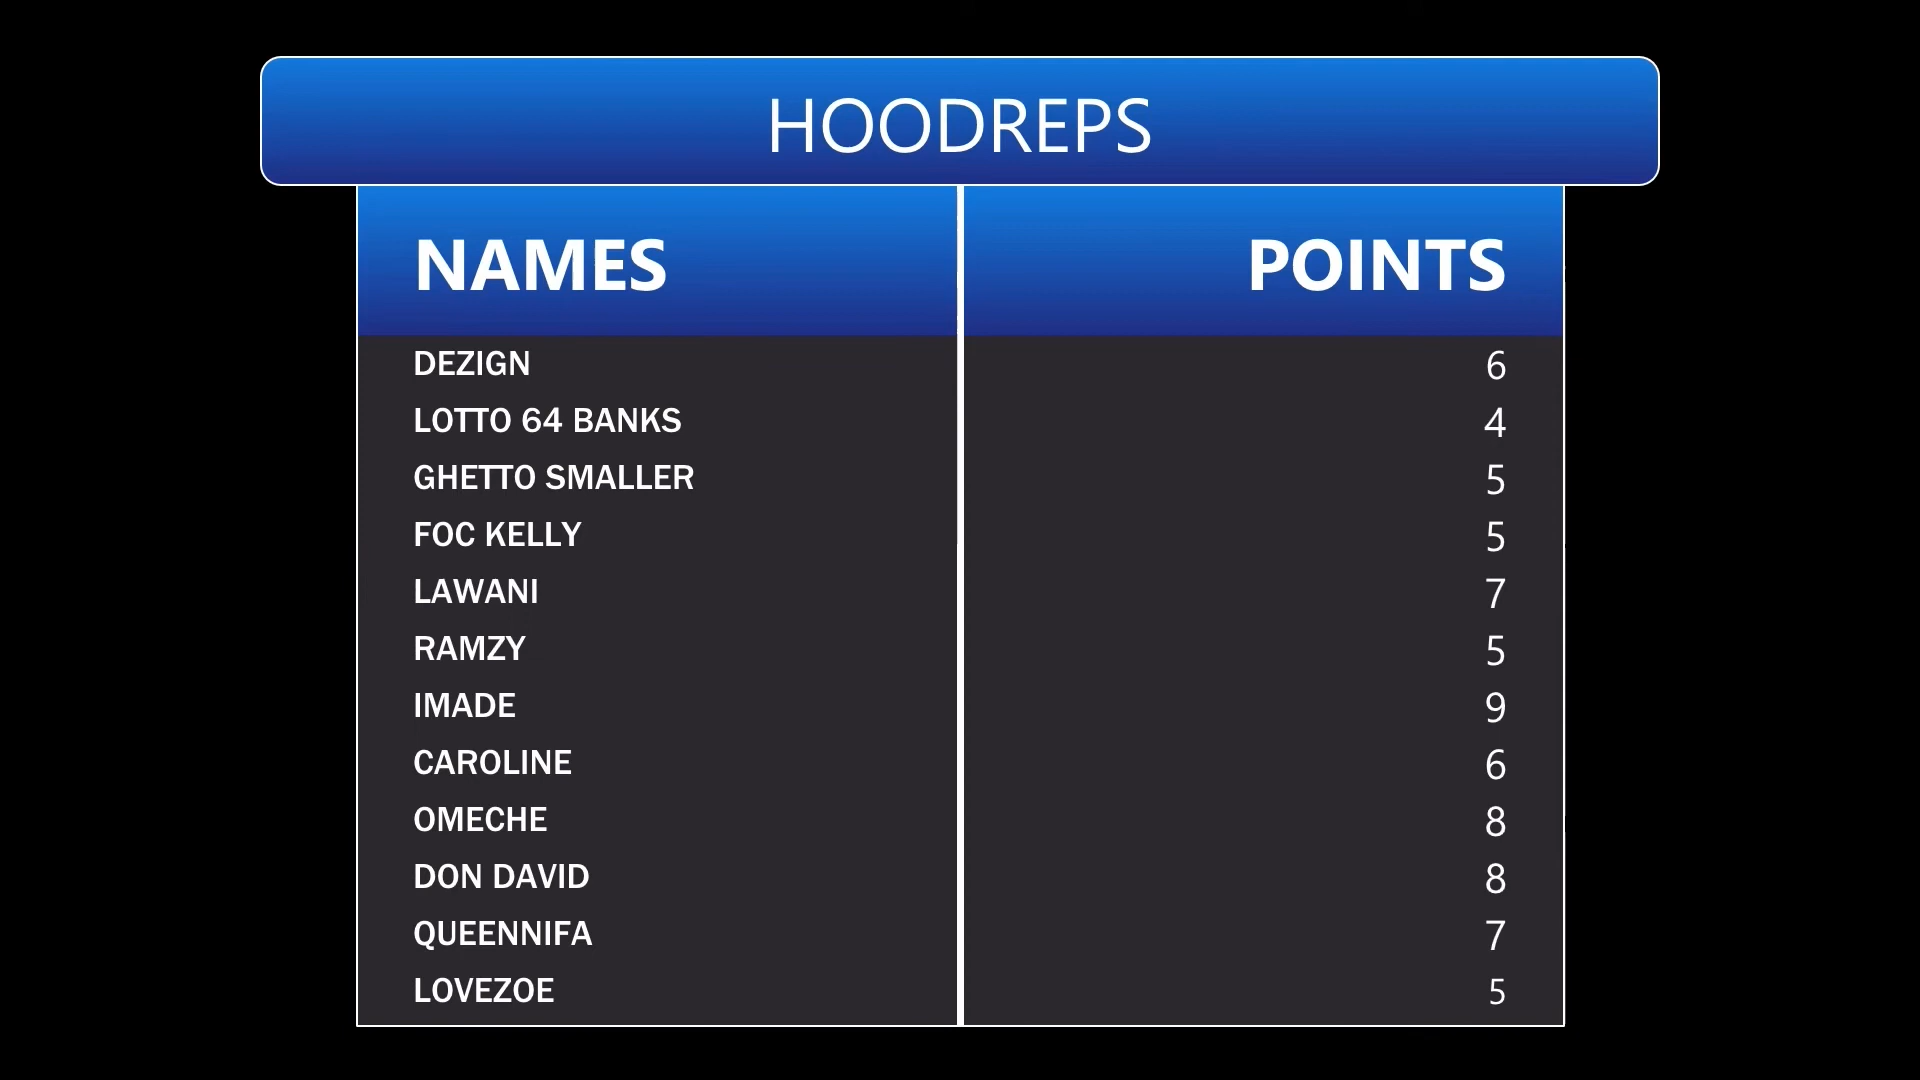 HOODREPS
NAMES POINTS
DEZIGN 6
LOTTO 64 BANKS 4
GHETTO SMALLER 5
FOC KELLY 5
LAWANI 7
RAMZY 5
IMADE 9
CAROLINE 6
OMECHE 8
DON DAVID 8
QUEENNIFA 7
LOVEZOE 5